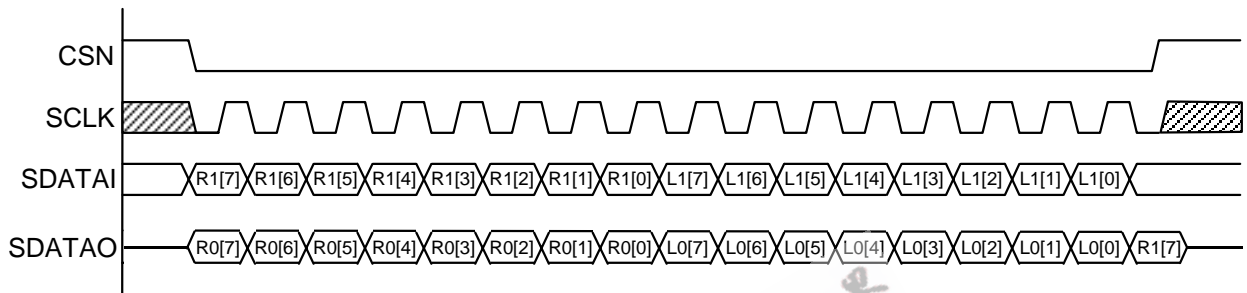 CSN
SCLK
SDATAI R1[7] R1[6] R1[5] R1[4] R1[3] R1[2] R1[1] R1[0] L1[7] L1[6] L1[5] L1[4] L1[3] L1[2] L1[1] L1[0]
SDATAO R0[7] R0[6] R0[5] R0[4] R0[3] R0[2] R0[1] R0[0] L0[7] L0[6] L0[5] L0[4] L0[3] L0[2] L0[1] L0[0] R1[7]